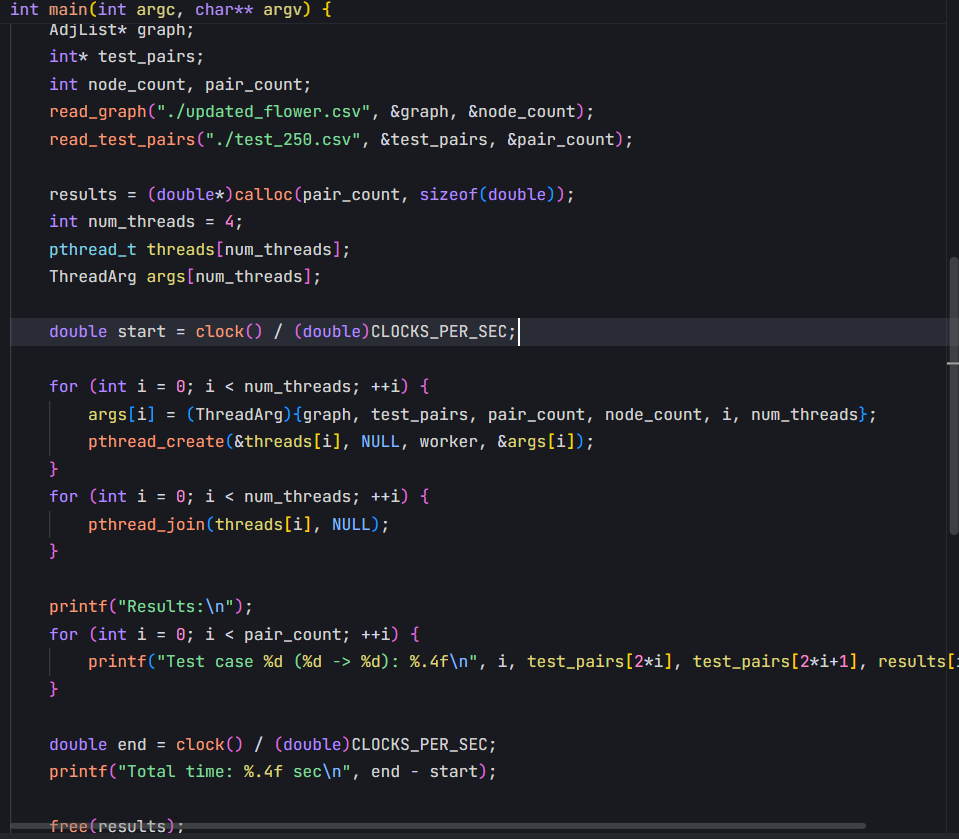 int main(int argc, char** argv) {
    AdjList* graph;
    int* test_pairs;
    int node_count, pair_count;
    read_graph("./updated_flower.csv", &graph, &node_count);
    read_test_pairs("./test_250.csv", &test_pairs, &pair_count);

    results = (double*)calloc(pair_count, sizeof(double));
    int num_threads = 4;
    pthread_t threads[num_threads];
    ThreadArg args[num_threads];

    double start = clock() / (double)CLOCKS_PER_SEC;

    for (int i = 0; i < num_threads; ++i) {
        args[i] = (ThreadArg){graph, test_pairs, pair_count, node_count, i, num_threads};
        pthread_create(&threads[i], NULL, worker, &args[i]);
    }
    for (int i = 0; i < num_threads; ++i) {
        pthread_join(threads[i], NULL);
    }

    printf("Results:\n");
    for (int i = 0; i < pair_count; ++i) {
        printf("Test case %d (%d -> %d): %.4f\n", i, test_pairs[2*i], test_pairs[2*i+1], results[
    }

    double end = clock() / (double)CLOCKS_PER_SEC;
    printf("Total time: %.4f sec\n", end - start);

    free(results);